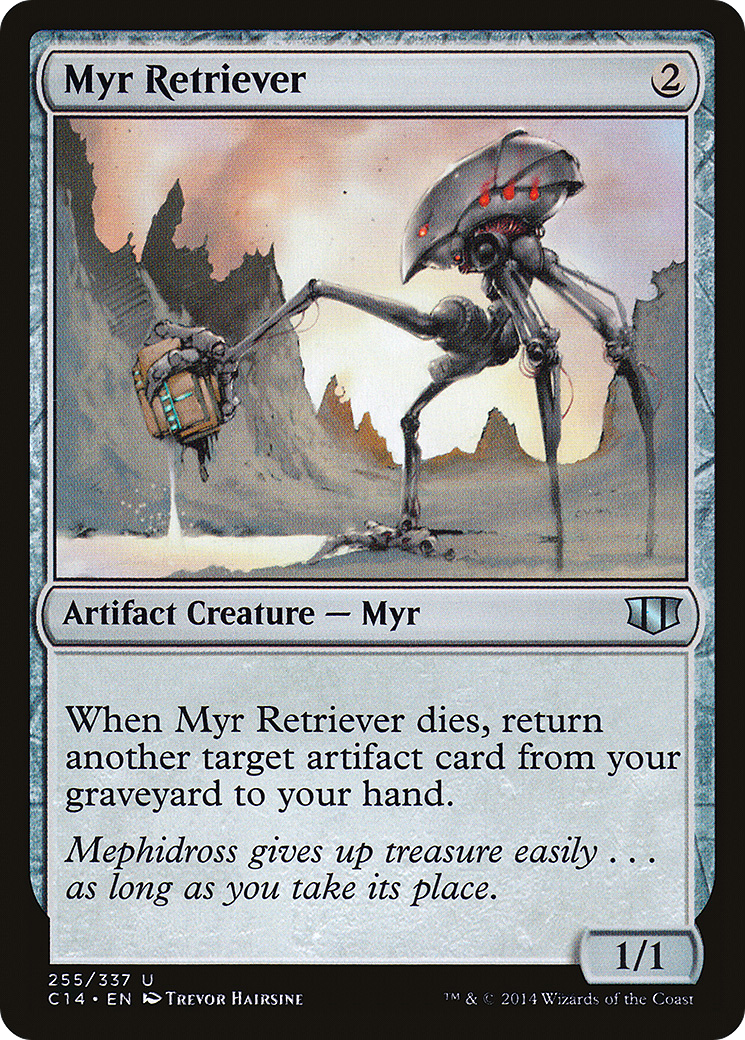 Myr Retriever 2
Artifact Creature — Myr
When Myr Retriever dies, return
another target artifact card from your
graveyard to your hand.
Mephidross gives up treasure easily . . .
as long as you take its place.
1/1
255/337 U
C14 • EN Trevor Hairsine
™ & © 2014 Wizards of the Coast